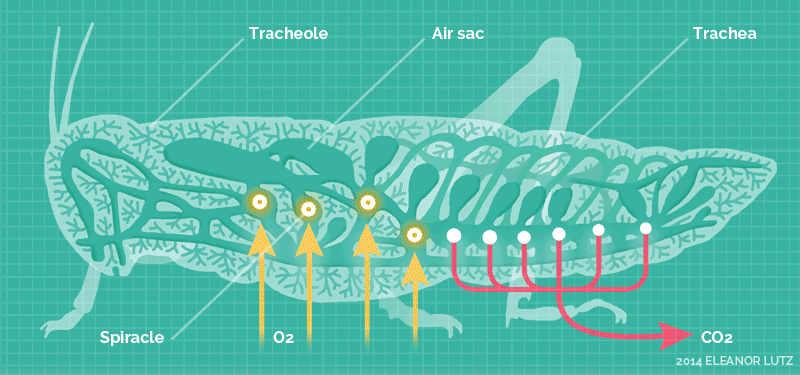 Tracheole
Air sac
Trachea
Spiracle
O2
CO2
2014 ELEANOR LUTZ